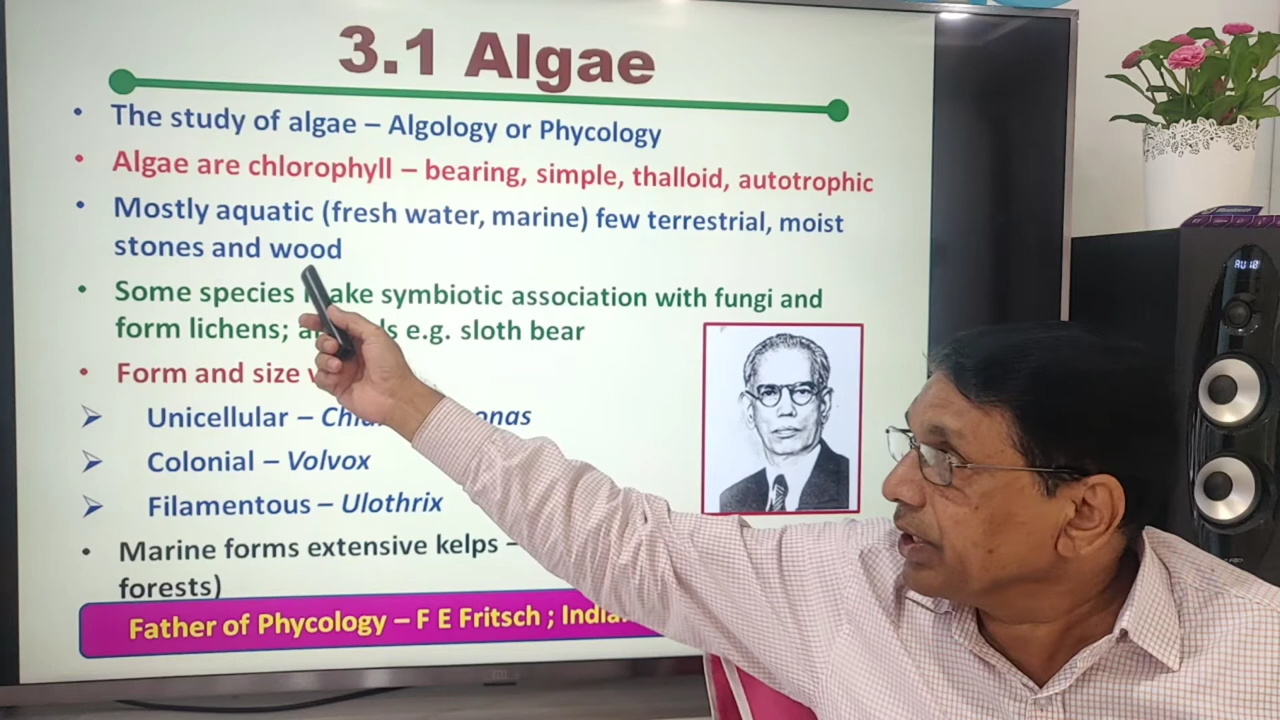 3.1 Algae
• The study of algae – Algology or Phycology
• Algae are chlorophyll – bearing, simple, thalloid, autotrophic
• Mostly aquatic (fresh water, marine) few terrestrial, moist
stones and wood
• Some species ake symbiotic association with fungi and
form lichens; e.g. sloth bear
• Form and size
➢ Unicellular –
➢ Colonial – Volvox
➢ Filamentous – Ulothrix
• Marine forms extensive kelps –
forests)
Father of Phycology – F E Fritsch ; India